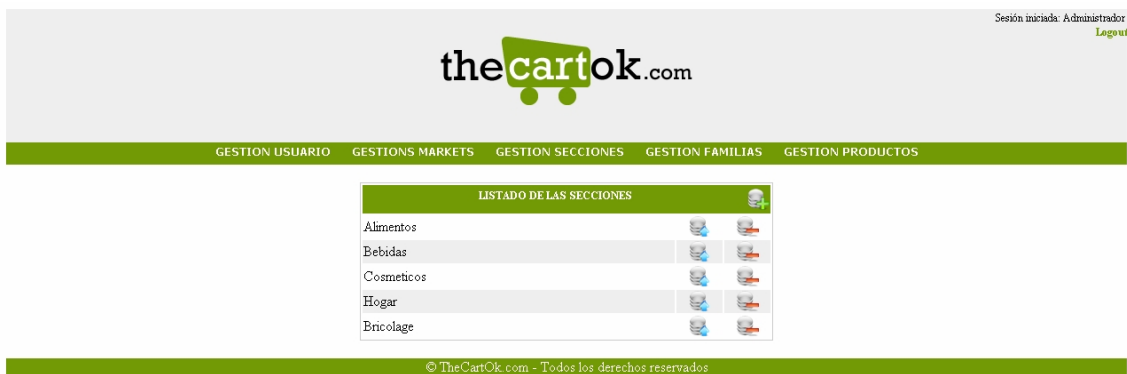 Sesión iniciada: Administrador
Logout
thecartok.com
GESTION USUARIO GESTIONS MARKETS GESTION SECCIONES GESTION FAMILIAS GESTION PRODUCTOS
LISTADO DE LAS SECCIONES
Alimentos
Bebidas
Cosmeticos
Hogar
Bricolage
© TheCartOk.com - Todos los derechos reservados